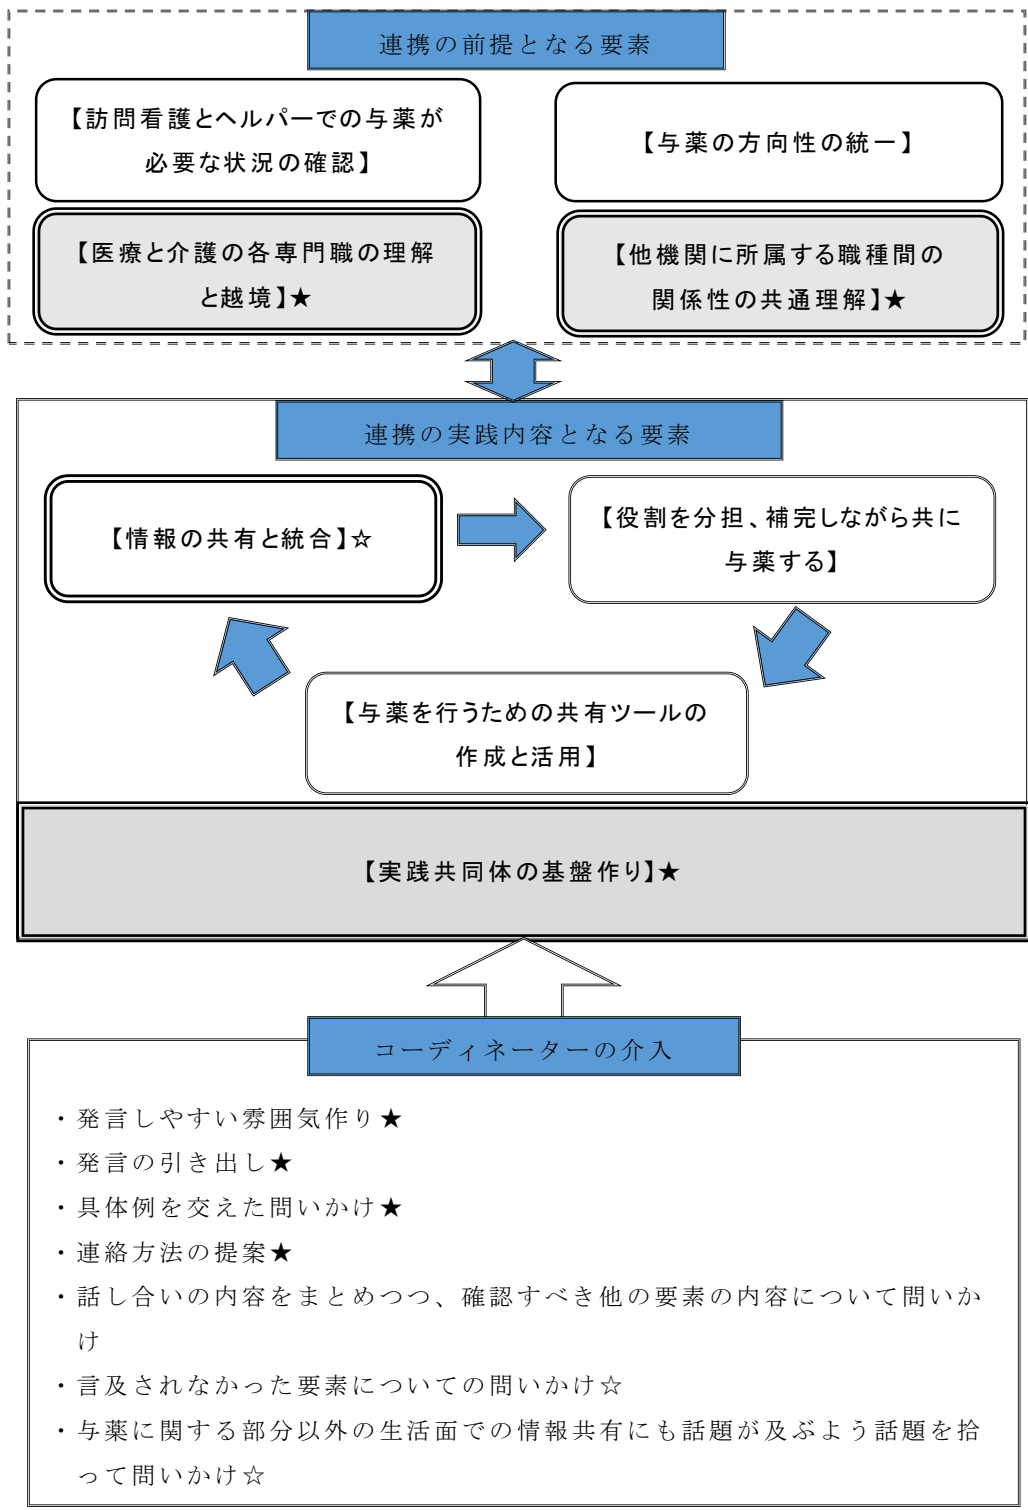 連携の前提となる要素
【訪問看護とヘルパーでの与薬が
必要な状況の確認】
【与薬の方向性の統一】
【医療と介護の各専門職の理解
と越境】★
【他機関に所属する職種間の
関係性の共通理解】★
連携の実践内容となる要素
【情報の共有と統合】☆
【役割を分担、補完しながら共に
与薬する】
【与薬を行うための共有ツールの
作成と活用】
【実践共同体の基盤作り】★
コーディネーターの介入
・発言しやすい雰囲気作り★
・発言の引き出し★
・具体例を交えた問いかけ★
・連絡方法の提案★
・話し合いの内容をまとめつつ、確認すべき他の要素の内容について問いか
け
・言及されなかった要素についての問いかけ☆
・与薬に関する部分以外の生活面での情報共有にも話題が及ぶよう話題を拾
って問いかけ☆